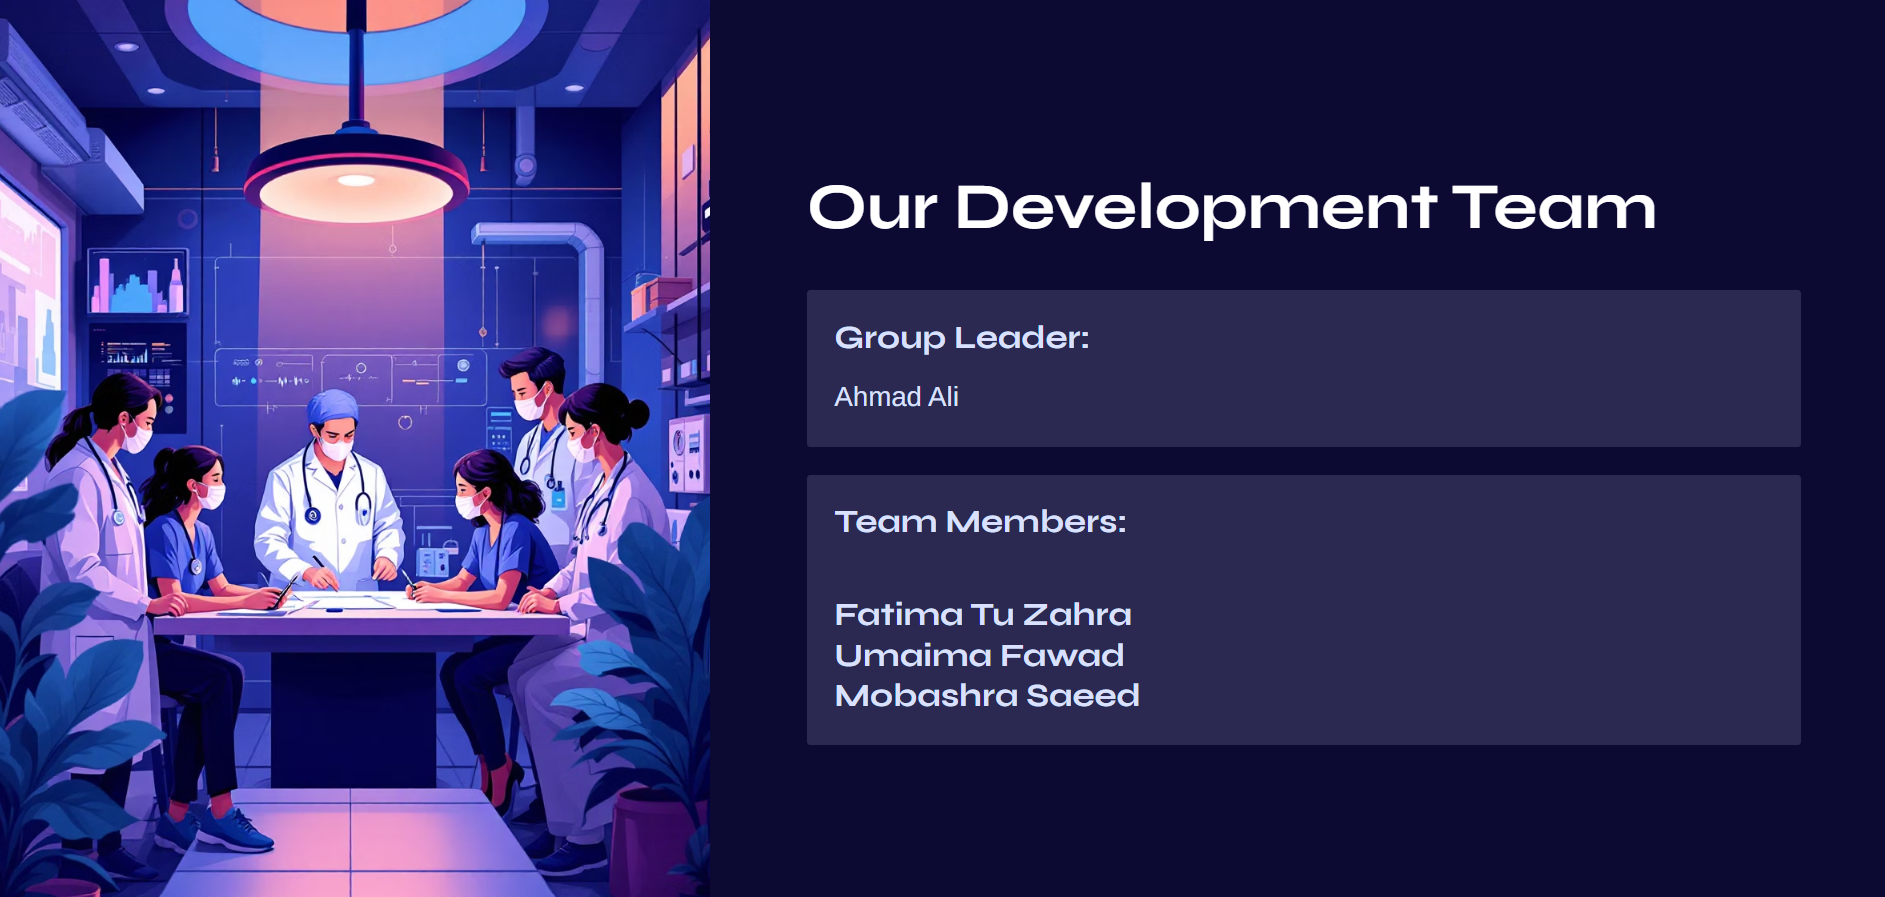 Our Development Team
Group Leader:
Ahmad Ali
Team Members:
Fatima Tu Zahra
Umaima Fawad
Mobashra Saeed